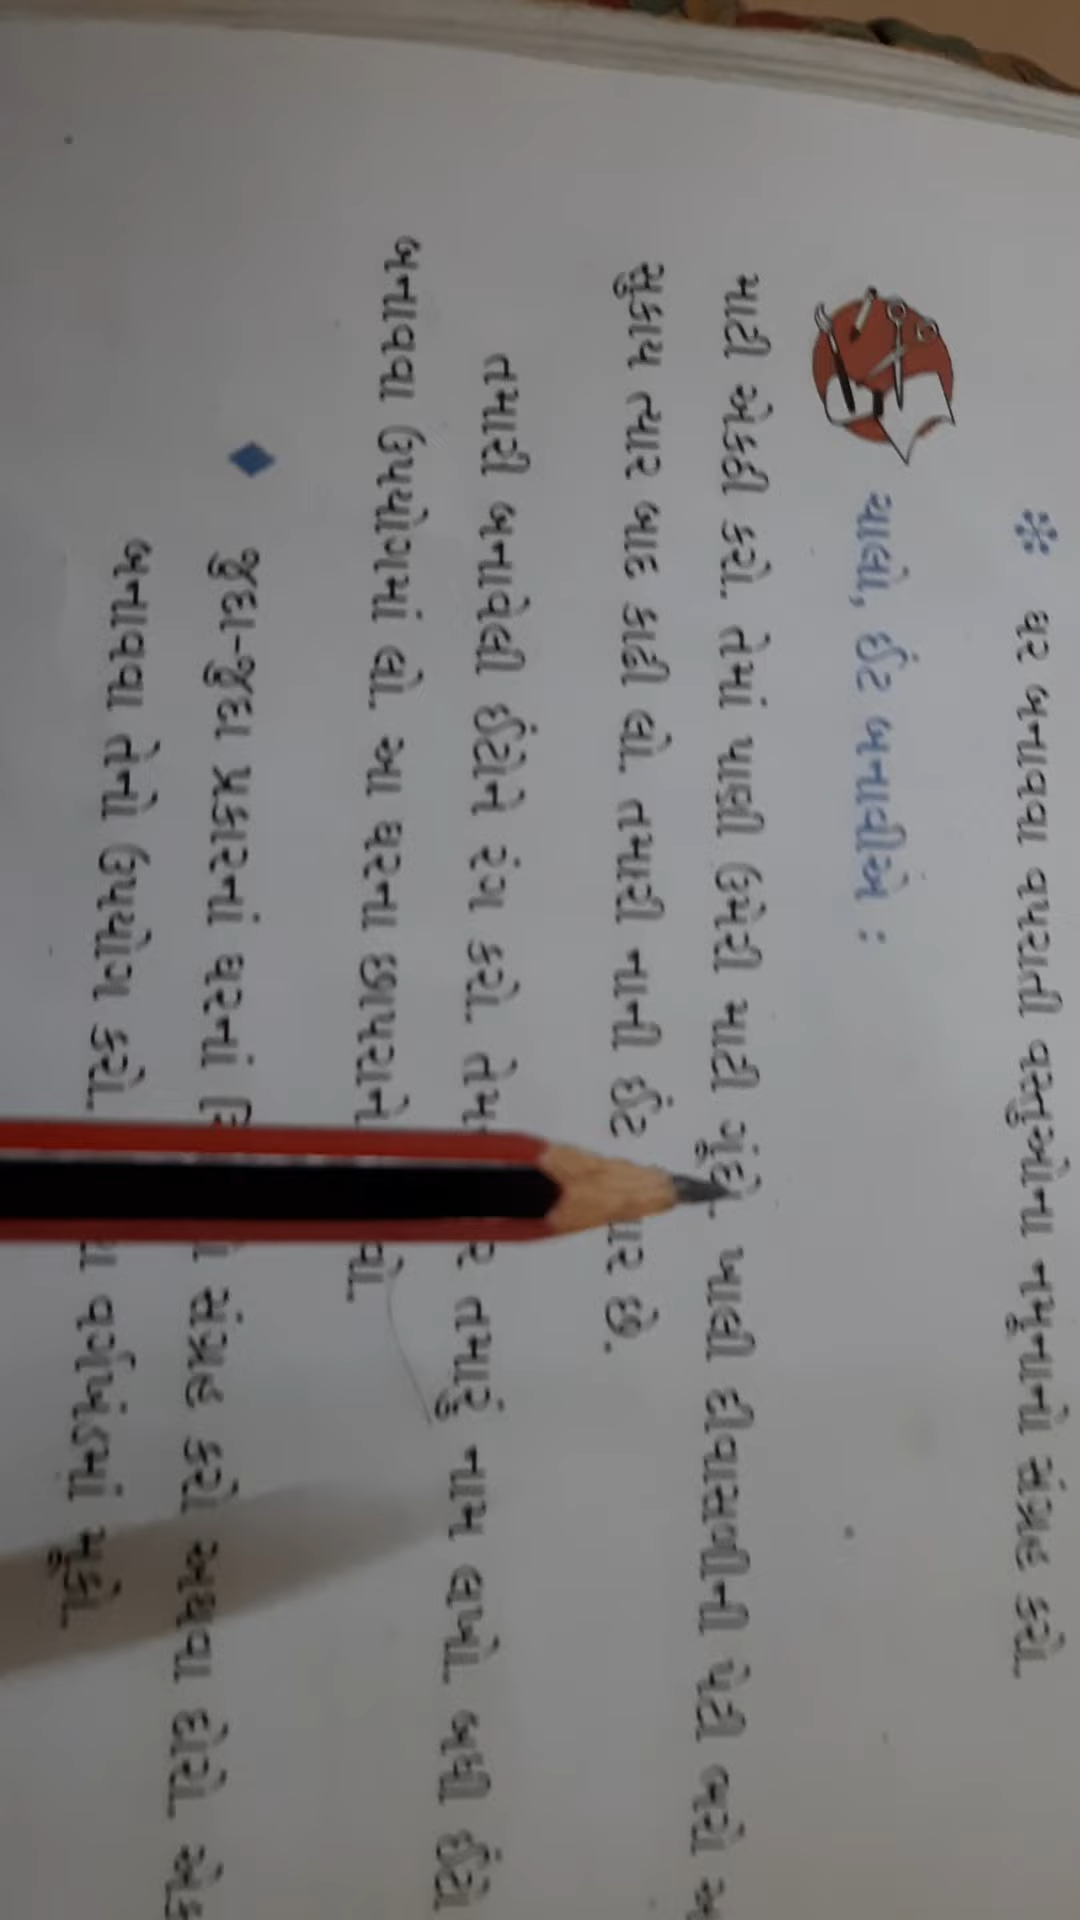 * ઘર બનાવવા વપરાતી વસ્તુઓના નમૂનાનો સંગ્રહ કરો.
ચાલો, ઈંટ બનાવીએ :
માટી એકઠી કરો. તેમાં પાણી ઉમેરી માટી ગૂંદો. ખાલી દીવાસળીની પેટી ભરો
સુકાય ત્યાર બાદ કાઢી લો. તમારી નાની ઈંટ છે.
તમારી બનાવેલી ઈંટોને રંગ કરો. તમારું નામ લખો. બધી ઈંટો
બનાવવા ઉપયોગમાં લો. આ ઘરના છાપરાને
જુદા-જુદા પ્રકારનાં ઘરનાં સંગ્રહ કરો અથવા દોરો.
બનાવવા તેનો ઉપયોગ કરો. વર્ગખંડમાં મૂકો.